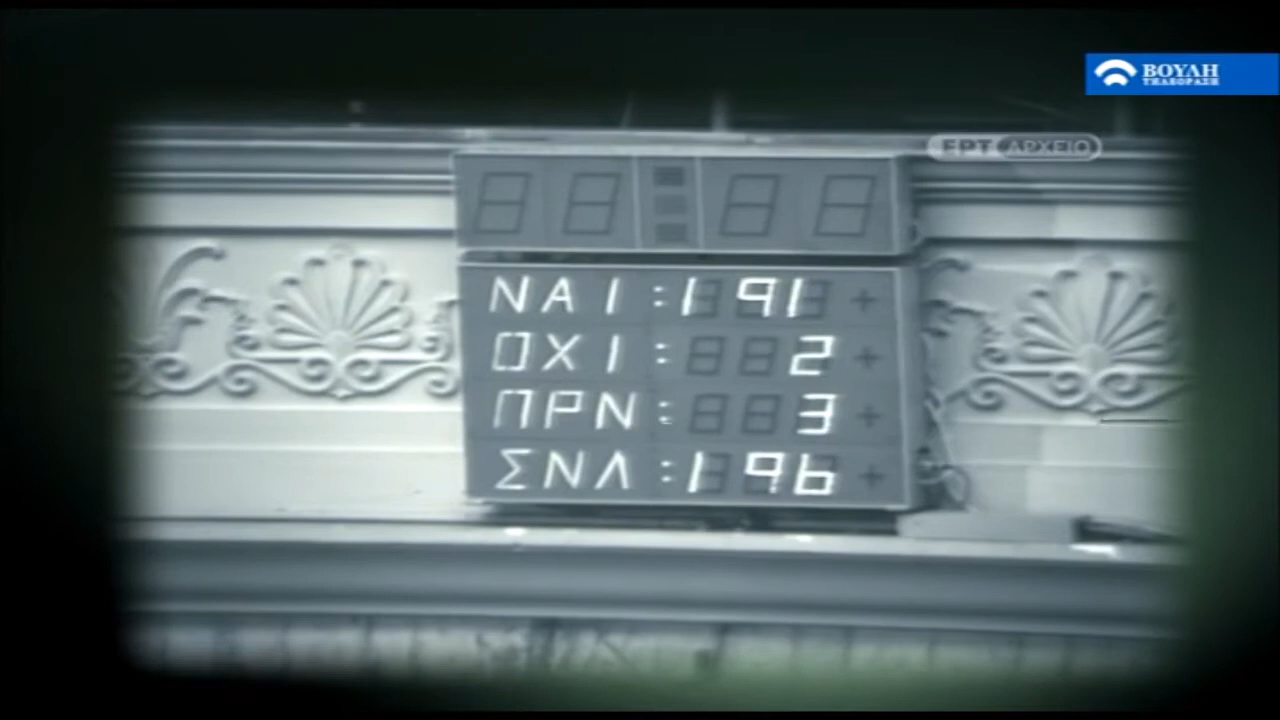 ΒΟΥΛΗ
ΤΗΛΕΟΡΑΣΗ
ΕΡΤ ΑΡΧΕΙΟ
ΝΑΙ : 191 +
ΟΧΙ : 2 +
ΠΡΝ : 3 +
ΣΝΛ : 196 +